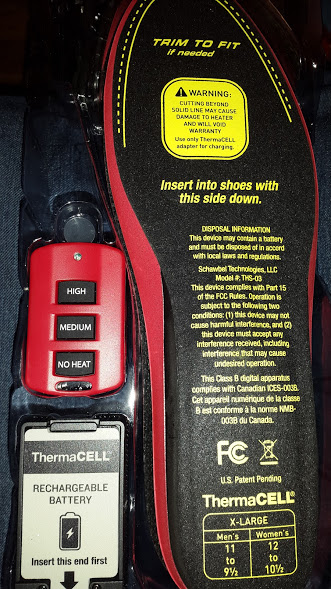 TRIM TO FIT
if needed
WARNING:
CUTTING BEYOND
SOLID LINE MAY CAUSE
DAMAGE TO HEATER
AND WILL VOID
WARRANTY
Use only ThermaCELL
adapter for charging.
Insert into shoes with
this side down.
DISPOSAL INFORMATION
This device may contain a battery
and must be disposed of in accord
with local laws and regulations.
Schawbel Technologies, LLC
Model #: THS-03
This device complies with Part 15
of the FCC Rules. Operation is
subject to the following two
conditions: (1) this device may not
cause harmful interference, and (2)
this device must accept any
interference received, including
interference that may cause
undesired operation.
This Class B digital apparatus
complies with Canadian ICES-003B.
Cet appareil numérique de la classe
B est conforme à la norme NMB-
003B du Canada.
FC
U.S. Patent Pending
ThermaCELL®
X-LARGE
Men's Women's
11 12
to to
9½ 10½
HIGH
MEDIUM
NO HEAT
ThermaCELL®
RECHARGEABLE
BATTERY
Insert this end first